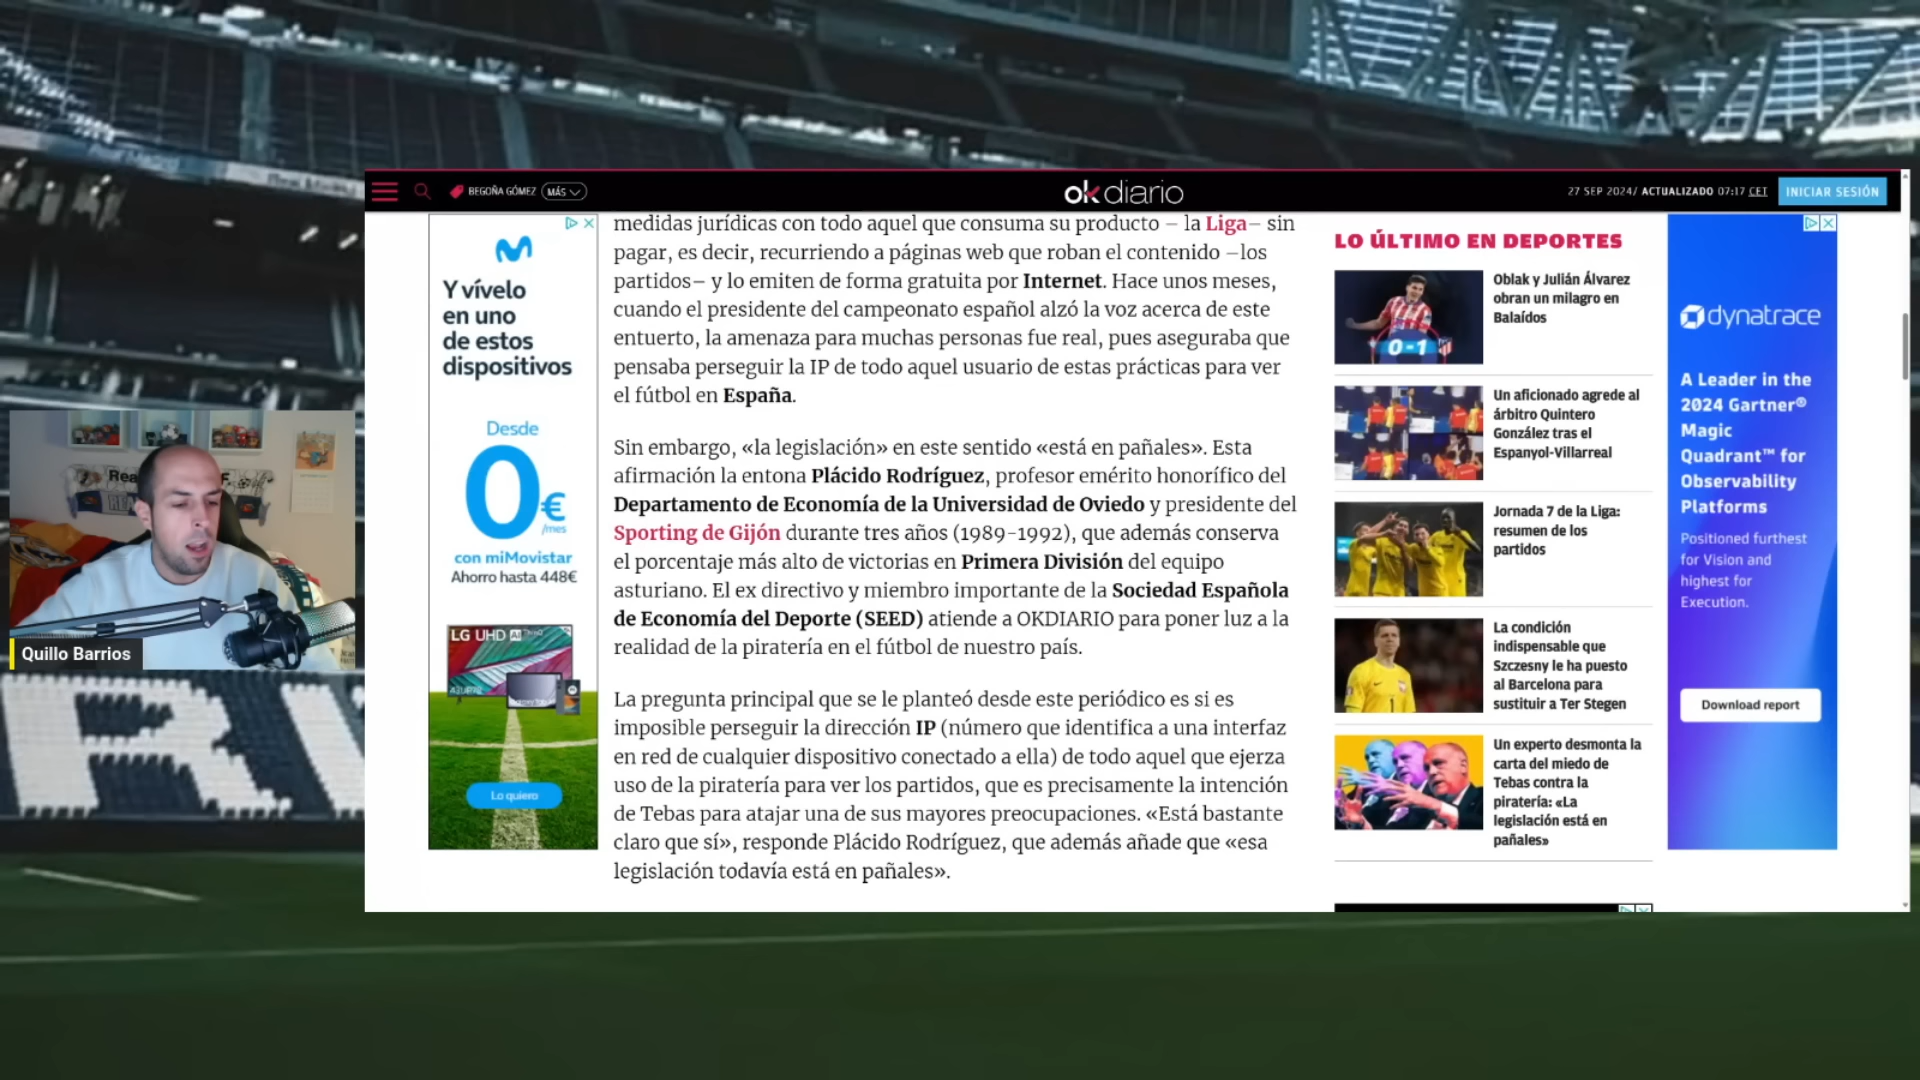 BEGOÑA GÓMEZ
MÁS
okdiario
27 SEP 2024/ ACTUALIZADO 07:17 CET
INICIAR SESIÓN
Y vívelo
en uno
de estos
dispositivos
Desde
0€
/mes
con miMovistar
Ahorro hasta 448€
LG UHD AI ThinQ
Lo quiero
medidas jurídicas con todo aquel que consuma su producto – la Liga– sin
pagar, es decir, recurriendo a páginas web que roban el contenido –los
partidos– y lo emiten de forma gratuita por Internet. Hace unos meses,
cuando el presidente del campeonato español alzó la voz acerca de este
entuerto, la amenaza para muchas personas fue real, pues aseguraba que
pensaba perseguir la IP de todo aquel usuario de estas prácticas para ver
el fútbol en España.
Sin embargo, «la legislación» en este sentido «está en pañales». Esta
afirmación la entona Plácido Rodríguez, profesor emérito honorífico del
Departamento de Economía de la Universidad de Oviedo y presidente del
Sporting de Gijón durante tres años (1989-1992), que además conserva
el porcentaje más alto de victorias en Primera División del equipo
asturiano. El ex directivo y miembro importante de la Sociedad Española
de Economía del Deporte (SEED) atiende a OKDIARIO para poner luz a la
realidad de la piratería en el fútbol de nuestro país.
La pregunta principal que se le planteó desde este periódico es si es
imposible perseguir la dirección IP (número que identifica a una interfaz
en red de cualquier dispositivo conectado a ella) de todo aquel que ejerza
uso de la piratería para ver los partidos, que es precisamente la intención
de Tebas para atajar una de sus mayores preocupaciones. «Está bastante
claro que sí», responde Plácido Rodríguez, que además añade que «esa
legislación todavía está en pañales».
LO ÚLTIMO EN DEPORTES
0-1
Oblak y Julián Álvarez
obran un milagro en
Balaídos
Un aficionado agrede al
árbitro Quintero
González tras el
Espanyol-Villarreal
Jornada 7 de la Liga:
resumen de los
partidos
La condición
indispensable que
Szczesny le ha puesto
al Barcelona para
sustituir a Ter Stegen
Un experto desmonta la
carta del miedo de
Tebas contra la
piratería: «La
legislación está en
pañales»
dynatrace
A Leader in the
2024 Gartner®
Magic
Quadrant™ for
Observability
Platforms
Positioned furthest
for Vision and
highest for
Execution.
Download report
Quillo Barrios